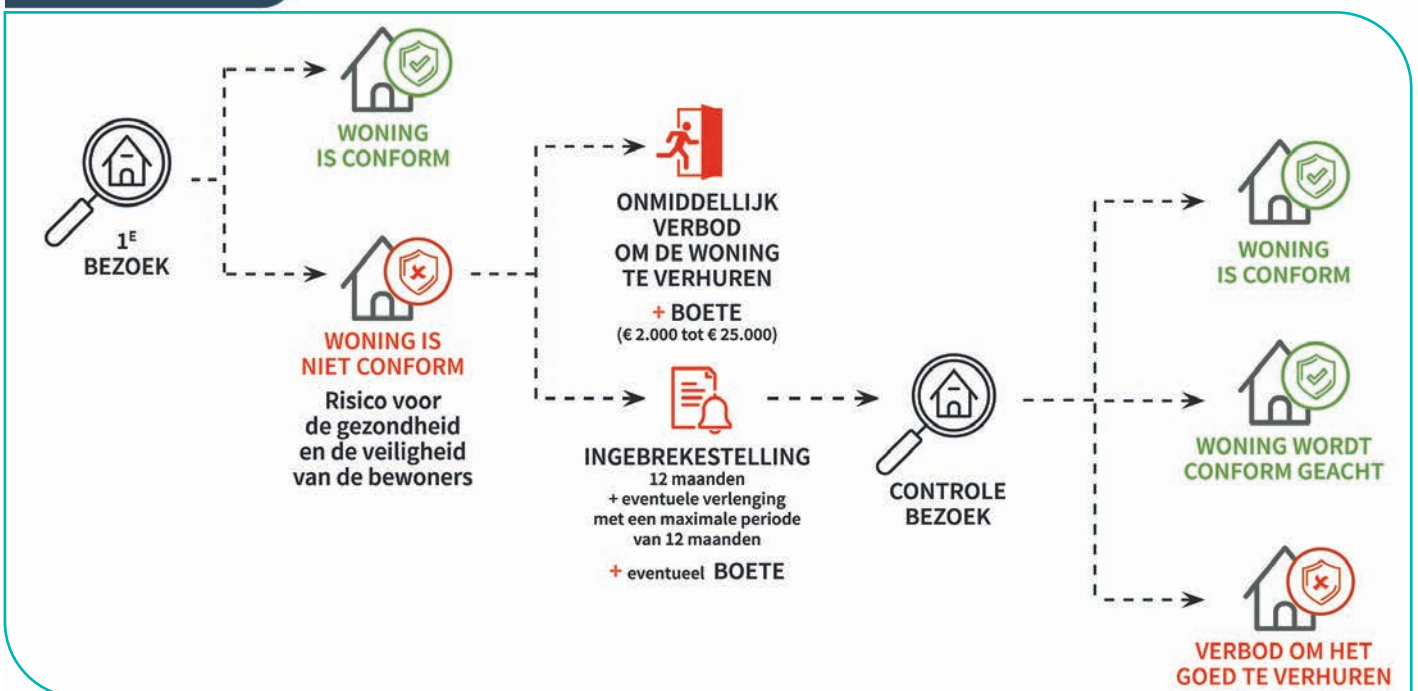 1E
BEZOEK
WONING
IS CONFORM
WONING IS
NIET CONFORM
Risico voor
de gezondheid
en de veiligheid
van de bewoners
ONMIDDELLIJK
VERBOD
OM DE WONING
TE VERHUREN
+ BOETE
(€ 2.000 tot € 25.000)
INGEBREKESTELLING
12 maanden
+ eventuele verlenging
met een maximale periode
van 12 maanden
+ eventueel BOETE
CONTROLE
BEZOEK
WONING
IS CONFORM
WONING WORDT
CONFORM GEACHT
VERBOD OM HET
GOED TE VERHUREN